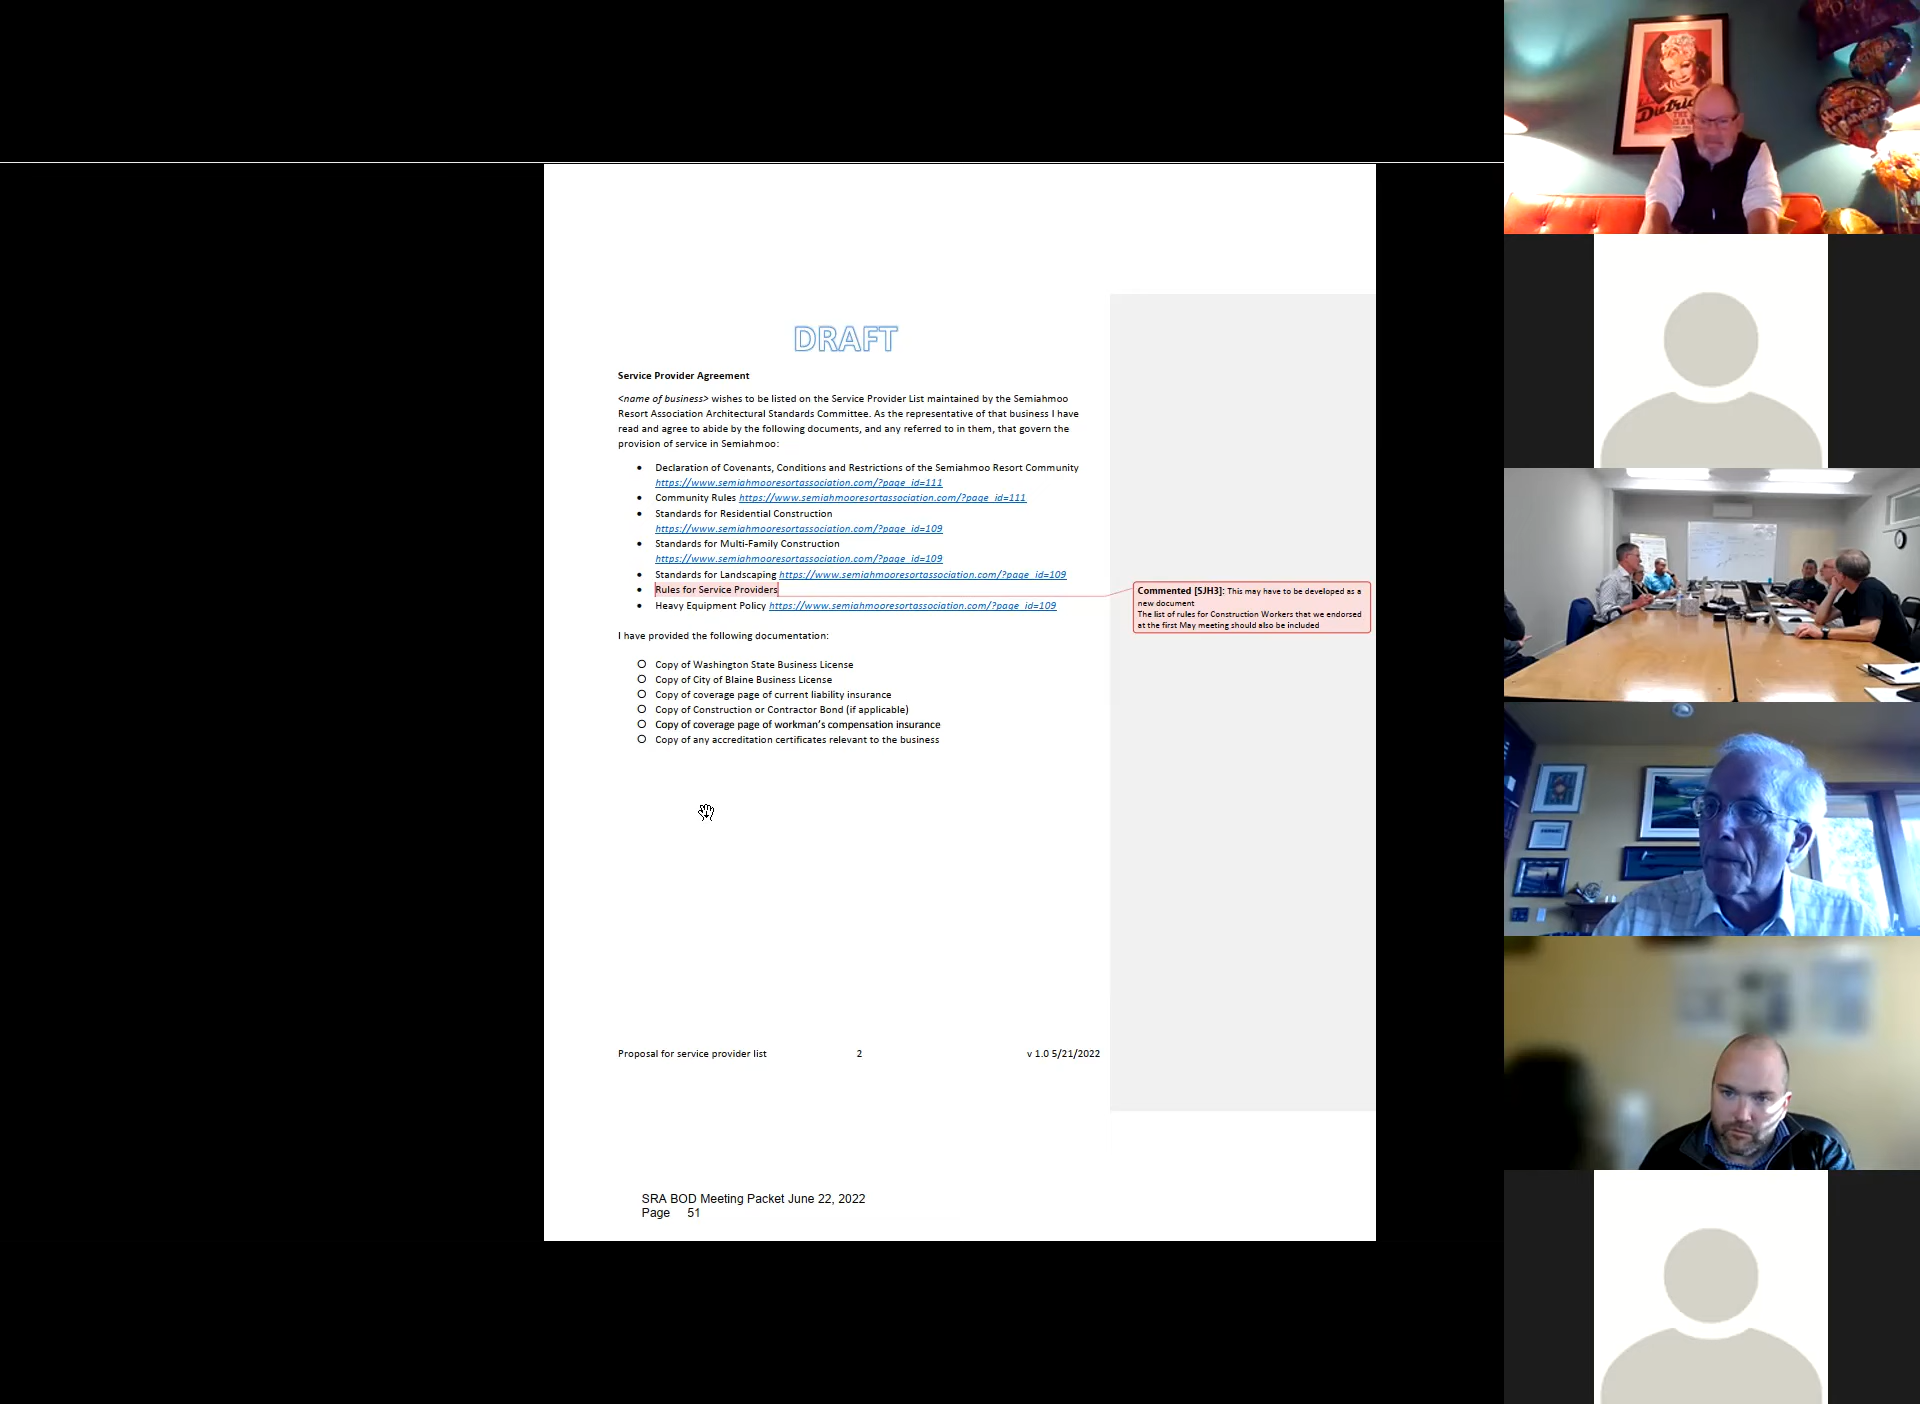 DRAFT
Service Provider Agreement
<name of business> wishes to be listed on the Service Provider List maintained by the Semiahmoo
Resort Association Architectural Standards Committee. As the representative of that business I have
read and agree to abide by the following documents, and any referred to in them, that govern the
provision of service in Semiahmoo:
• Declaration of Covenants, Conditions and Restrictions of the Semiahmoo Resort Community
https://www.semiahmooresortassociation.com/?page_id=111
• Community Rules https://www.semiahmooresortassociation.com/?page_id=111
• Standards for Residential Construction
https://www.semiahmooresortassociation.com/?page_id=109
• Standards for Multi-Family Construction
https://www.semiahmooresortassociation.com/?page_id=109
• Standards for Landscaping https://www.semiahmooresortassociation.com/?page_id=109
• Rules for Service Providers
• Heavy Equipment Policy https://www.semiahmooresortassociation.com/?page_id=109
Commented [SJH3]: This may have to be developed as a
new document
The list of rules for Construction Workers that we endorsed
at the first May meeting should also be included
I have provided the following documentation:
O Copy of Washington State Business License
O Copy of City of Blaine Business License
O Copy of coverage page of current liability insurance
O Copy of Construction or Contractor Bond (if applicable)
O Copy of coverage page of workman's compensation insurance
O Copy of any accreditation certificates relevant to the business
Proposal for service provider list 2 v 1.0 5/21/2022
SRA BOD Meeting Packet June 22, 2022
Page 51
Dietric
THE